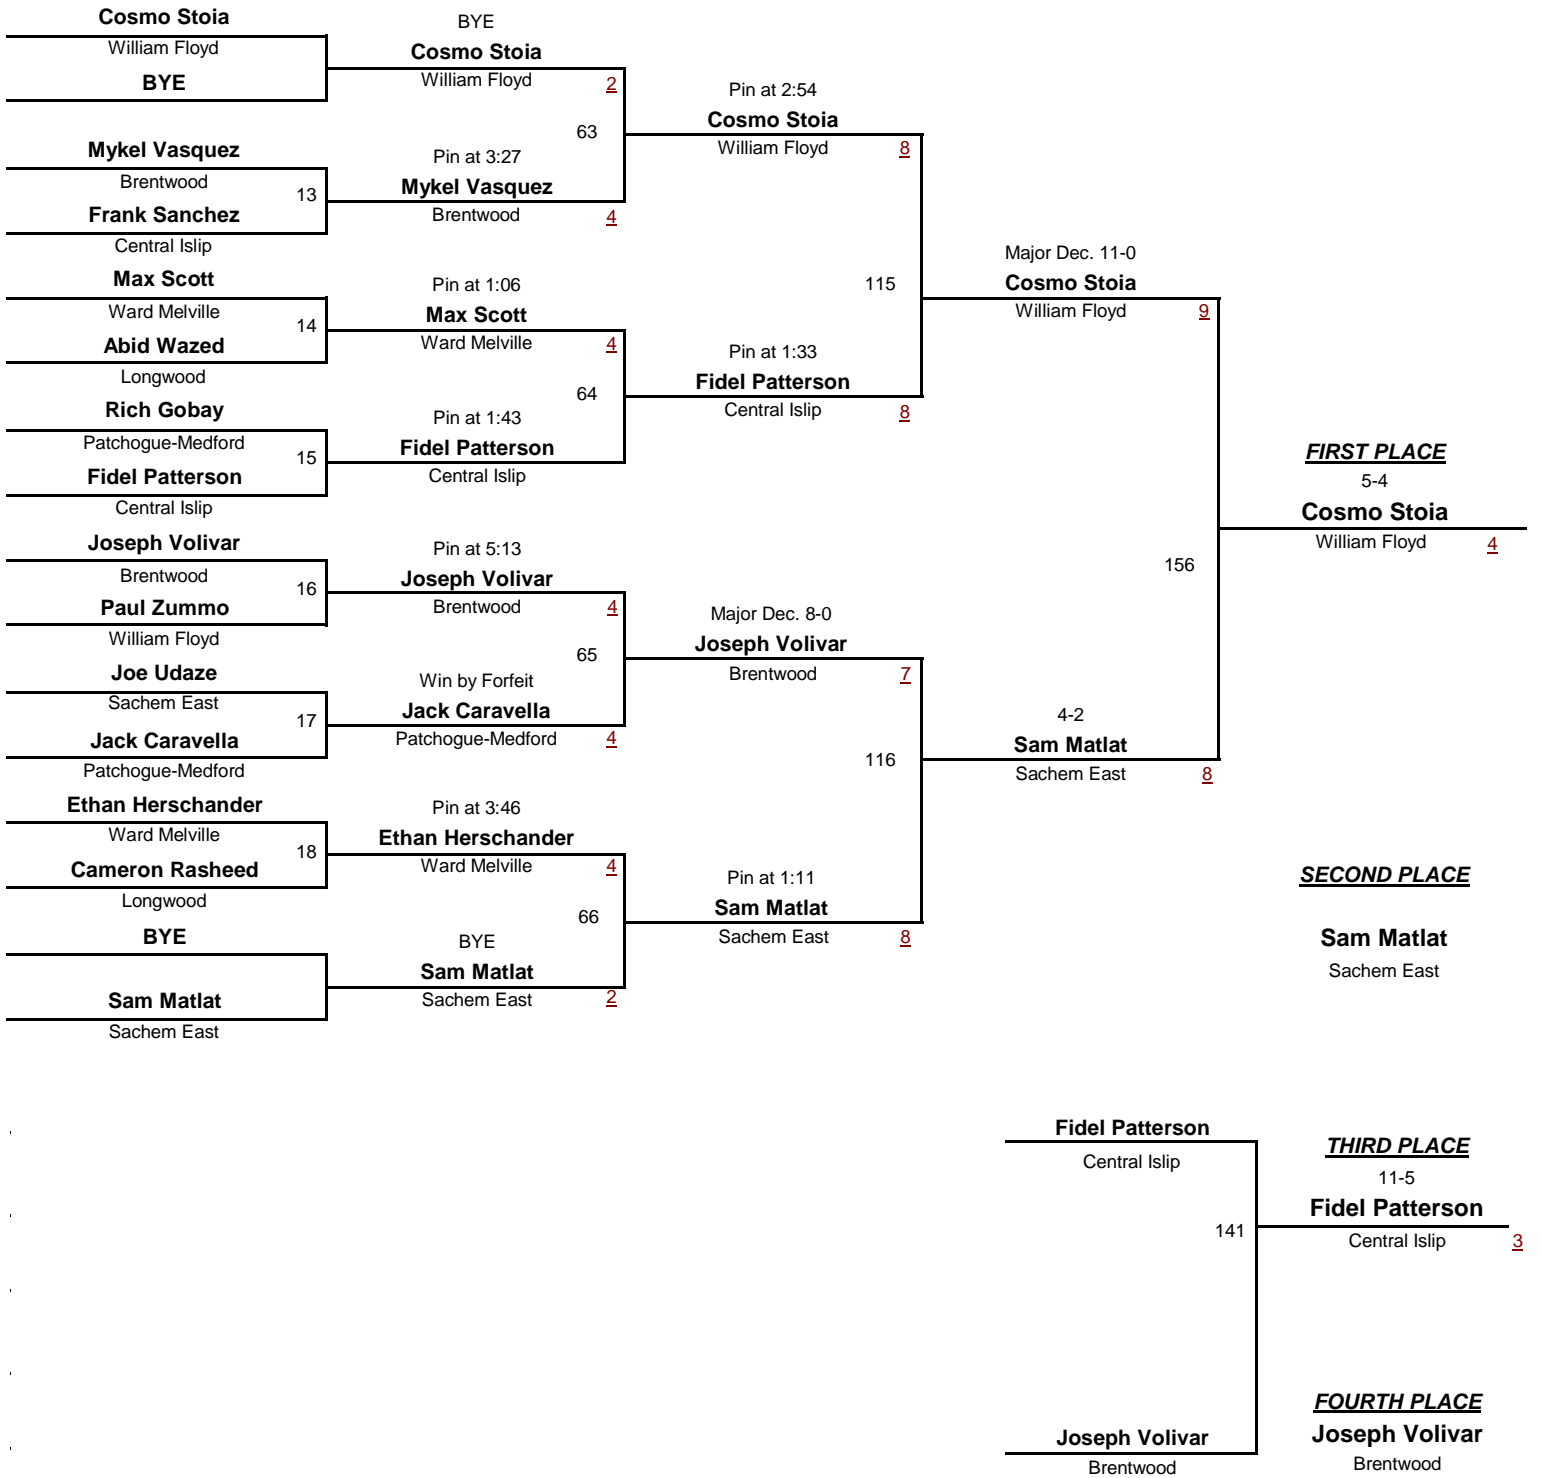 Cosmo Stoia
William Floyd
BYE
Mykel Vasquez
Brentwood
13
Frank Sanchez
Central Islip
Max Scott
Ward Melville
14
Abid Wazed
Longwood
Rich Gobay
Patchogue-Medford
15
Fidel Patterson
Central Islip
Joseph Volivar
Brentwood
16
Paul Zummo
William Floyd
Joe Udaze
Sachem East
17
Jack Caravella
Patchogue-Medford
Ethan Herschander
Ward Melville
18
Cameron Rasheed
Longwood
BYE
Sam Matlat
Sachem East
BYE
Cosmo Stoia
William Floyd
2
63
Pin at 3:27
Mykel Vasquez
Brentwood
4
Pin at 1:06
Max Scott
Ward Melville
4
64
Pin at 1:43
Fidel Patterson
Central Islip
Pin at 5:13
Joseph Volivar
Brentwood
4
65
Win by Forfeit
Jack Caravella
Patchogue-Medford
4
Pin at 3:46
Ethan Herschander
Ward Melville
4
66
BYE
Sam Matlat
Sachem East
2
Pin at 2:54
Cosmo Stoia
William Floyd
8
115
Pin at 1:33
Fidel Patterson
Central Islip
8
Major Dec. 8-0
Joseph Volivar
Brentwood
7
116
Pin at 1:11
Sam Matlat
Sachem East
8
Major Dec. 11-0
Cosmo Stoia
William Floyd
9
156
4-2
Sam Matlat
Sachem East
8
FIRST PLACE
5-4
Cosmo Stoia
William Floyd
4
SECOND PLACE
Sam Matlat
Sachem East
Fidel Patterson
Central Islip
141
Joseph Volivar
Brentwood
THIRD PLACE
11-5
Fidel Patterson
Central Islip
3
FOURTH PLACE
Joseph Volivar
Brentwood